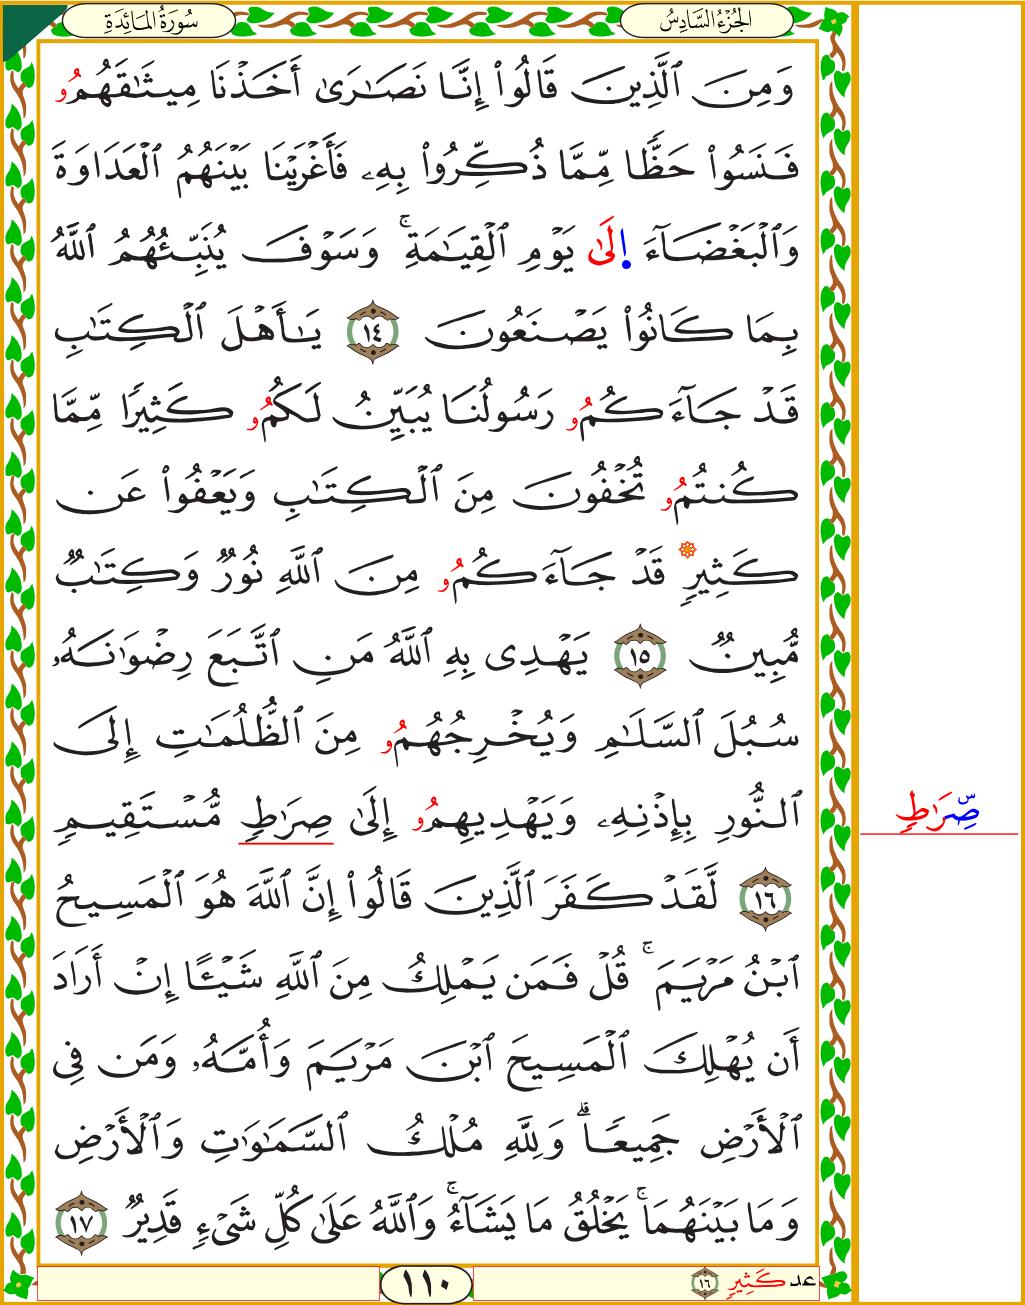 سُورَةُ المَائِدَةِ
الجُزْءُ السَّادِسُ
وَمِنَ ٱلَّذِينَ قَالُوٓا۟ إِنَّا نَصَٰرَىٰٓ أَخَذْنَا مِيثَٰقَهُمُۥ
فَنَسُوا۟ حَظًّا مِّمَّا ذُكِّرُوا۟ بِهِۦ فَأَغْرَيْنَا بَيْنَهُمُ ٱلْعَدَاوَةَ
وَٱلْبَغْضَآءَ إِلَىٰ يَوْمِ ٱلْقِيَٰمَةِ ۚ وَسَوْفَ يُنَبِّئُهُمُ ٱللَّهُ
بِمَا كَانُوا۟ يَصْنَعُونَ ١٤ يَٰأَهْلَ ٱلْكِتَٰبِ
قَدْ جَآءَكُمُۥ رَسُولُنَا يُبَيِّنُ لَكُمُۥ كَثِيرًا مِّمَّا
كُنتُمُۥ تُخْفُونَ مِنَ ٱلْكِتَٰبِ وَيَعْفُوا۟ عَن
كَثِيرٍ قَدْ جَآءَكُمُۥ مِنَ ٱللَّهِ نُورٌ وَكِتَٰبٌ
مُّبِينٌ ١٥ يَهْدِى بِهِ ٱللَّهُ مَنِ ٱتَّبَعَ رِضْوَٰنَهُۥ
سُبُلَ ٱلسَّلَٰمِ وَيُخْرِجُهُمُۥ مِنَ ٱلظُّلُمَٰتِ إِلَى
ٱلنُّورِ بِإِذْنِهِۦ وَيَهْدِيهِمُۥ إِلَىٰ صِرَٰطٍ مُّسْتَقِيمٍ
صِّرَٰطٍ
١٦ لَّقَدْ كَفَرَ ٱلَّذِينَ قَالُوٓا۟ إِنَّ ٱللَّهَ هُوَ ٱلْمَسِيحُ
ٱبْنُ مَرْيَمَ ۚ قُلْ فَمَن يَمْلِكُ مِنَ ٱللَّهِ شَيْـًٔا إِنْ أَرَادَ
أَن يُهْلِكَ ٱلْمَسِيحَ ٱبْنَ مَرْيَمَ وَأُمَّهُۥ وَمَن فِى
ٱلْأَرْضِ جَمِيعًا ۗ وَلِلَّهِ مُلْكُ ٱلسَّمَٰوَٰتِ وَٱلْأَرْضِ
وَمَا بَيْنَهُمَا ۚ يَخْلُقُ مَا يَشَآءُ ۚ وَٱللَّهُ عَلَىٰ كُلِّ شَىْءٍ قَدِيرٌ ١٧
عد كَثِيرٍ ١٦
١١٠